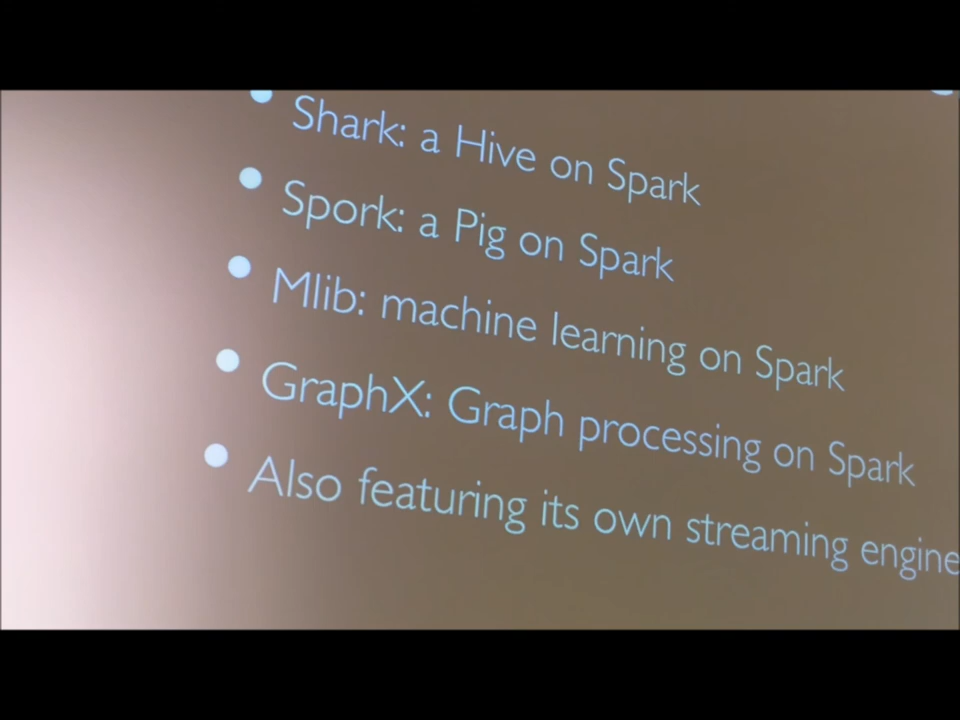 • Shark: a Hive on Spark
• Spork: a Pig on Spark
• Mlib: machine learning on Spark
• GraphX: Graph processing on Spark
• Also featuring its own streaming engine